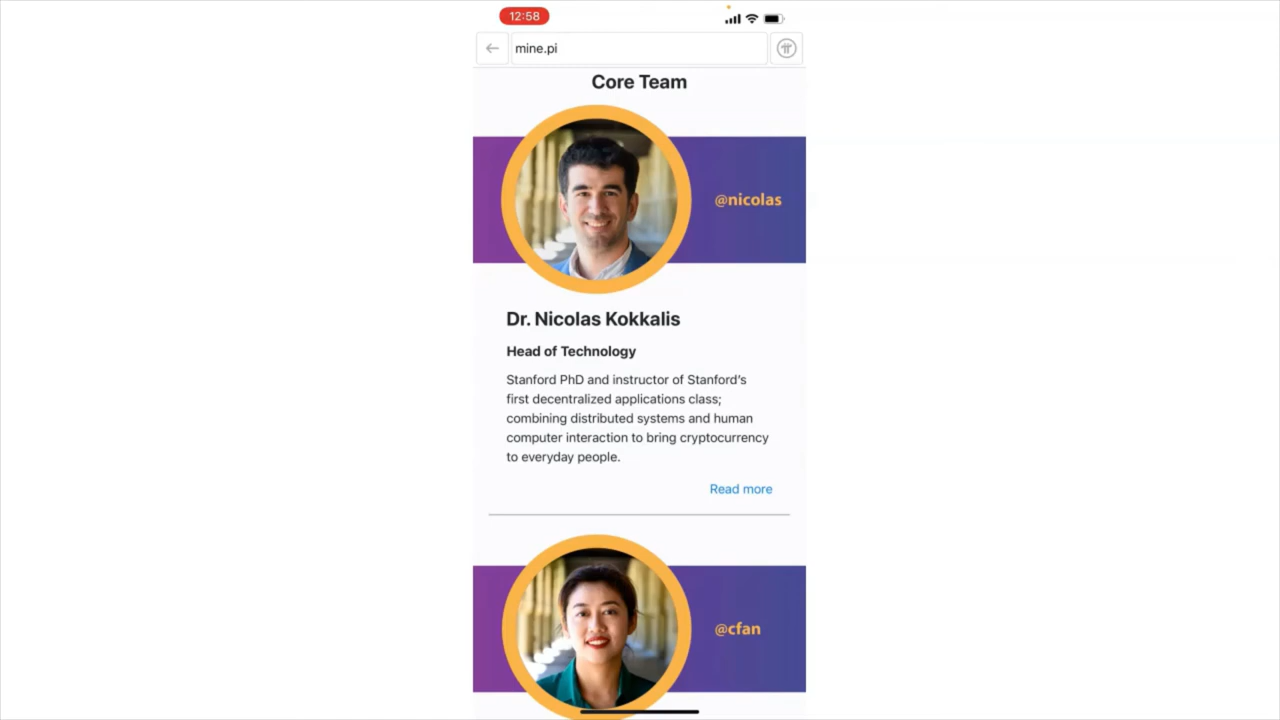 12:58
mine.pi
Core Team
@nicolas
Dr. Nicolas Kokkalis
Head of Technology
Stanford PhD and instructor of Stanford's
first decentralized applications class;
combining distributed systems and human
computer interaction to bring cryptocurrency
to everyday people.
Read more
@cfan